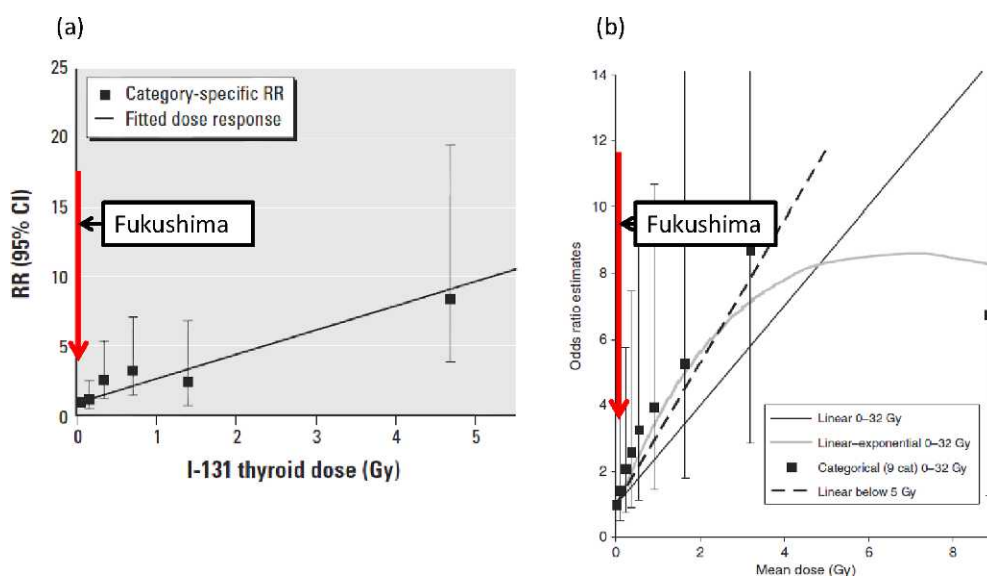 (a)
25
20
15
10
5
0
RR (95% CI)
Category-specific RR
Fitted dose response
Fukushima
0 1 2 3 4 5
I-131 thyroid dose (Gy)
(b)
14
12
10
8
6
4
2
0
Odds ratio estimates
Fukushima
Linear 0–32 Gy
Linear–exponential 0–32 Gy
Categorical (9 cat) 0–32 Gy
Linear below 5 Gy
0 2 4 6 8
Mean dose (Gy)